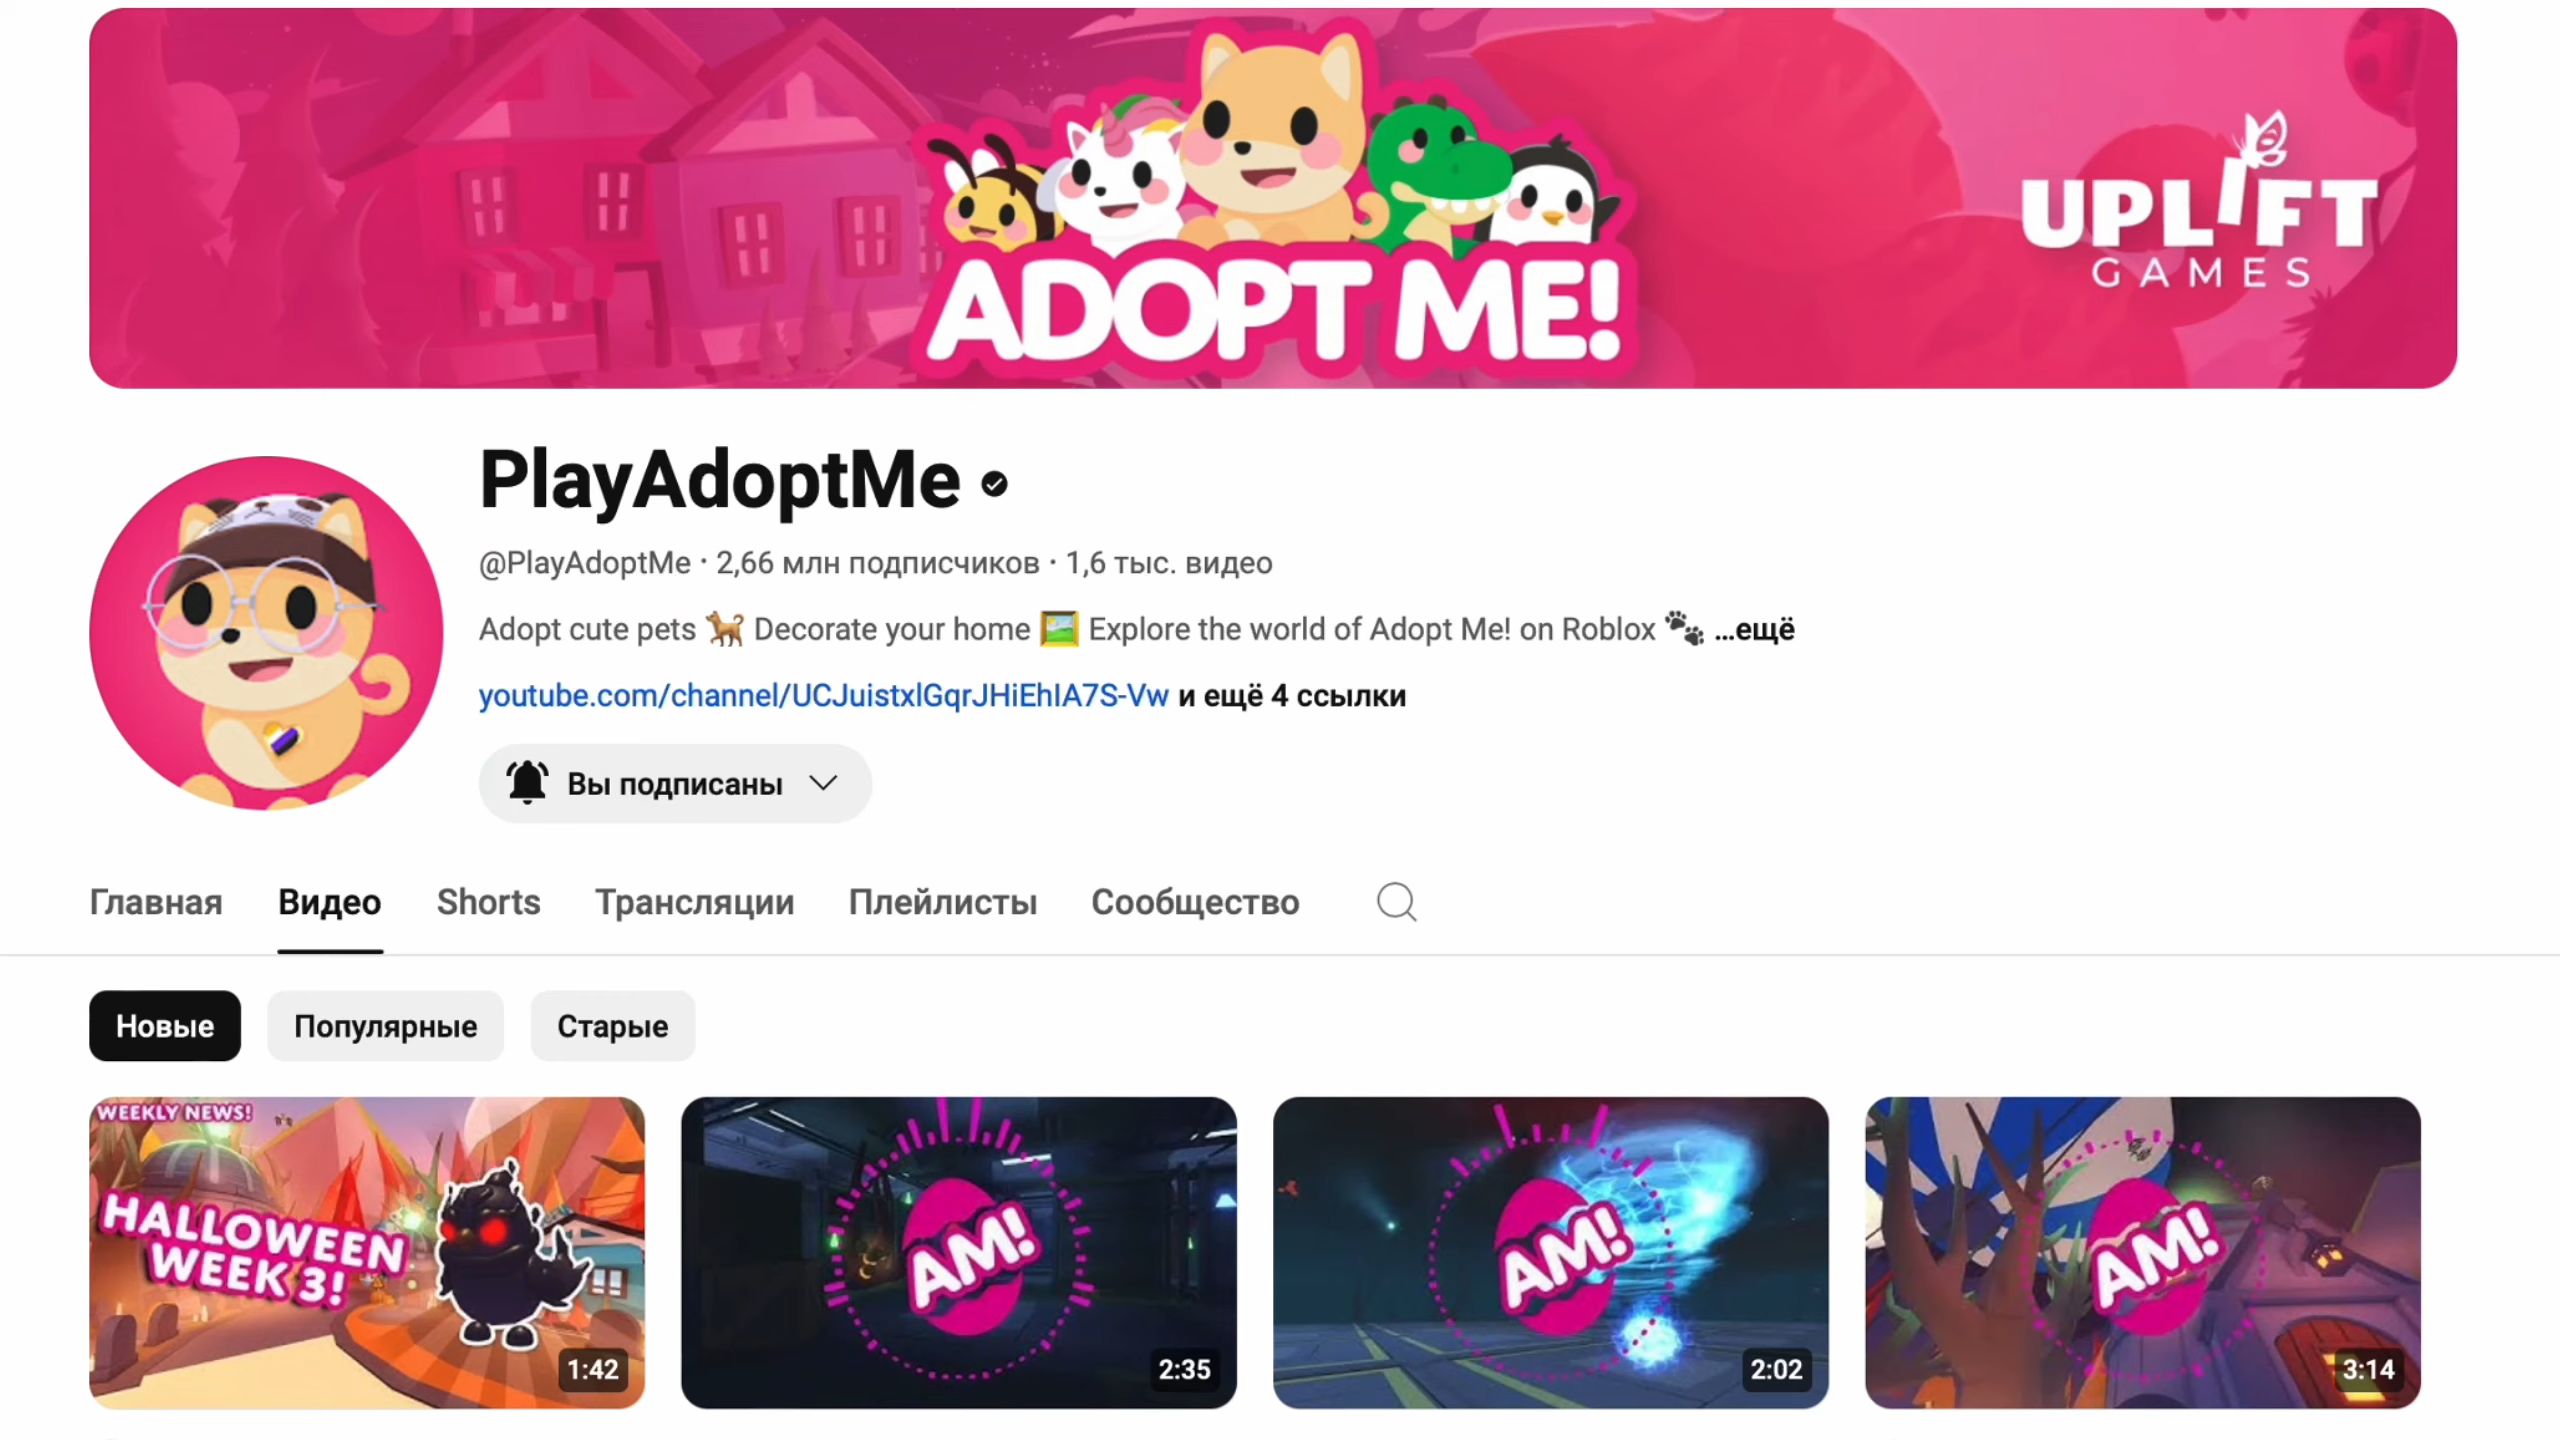 ADOPT ME!
UPLIFT
GAMES
PlayAdoptMe
@PlayAdoptMe · 2,66 млн подписчиков · 1,6 тыс. видео
Adopt cute pets 🐕 Decorate your home 🖼️ Explore the world of Adopt Me! on Roblox 🐾 ...ещё
youtube.com/channel/UCJuistxlGqrJHiEhIA7S-Vw и ещё 4 ссылки
Вы подписаны
Главная Видео Shorts Трансляции Плейлисты Сообщество
Новые Популярные Старые
WEEKLY NEWS!
HALLOWEEN
WEEK 3!
1:42
AM!
2:35
AM!
2:02
AM!
3:14